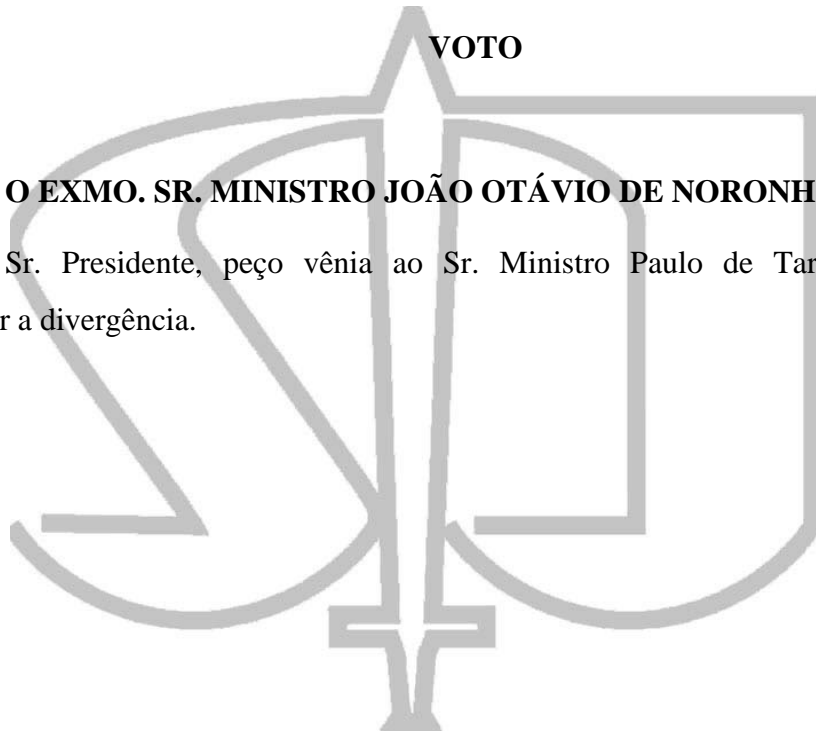 VOTO
O EXMO. SR. MINISTRO JOÃO OTÁVIO DE NORONH
Sr. Presidente, peço vênia ao Sr. Ministro Paulo de Tar
r a divergência.